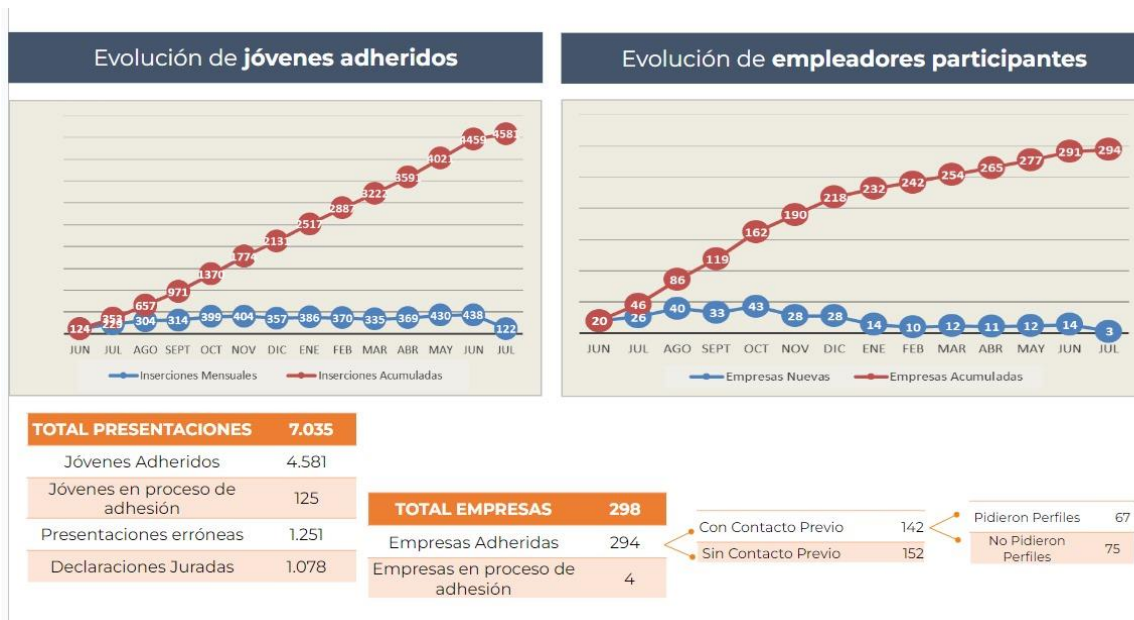 Evolución de jóvenes adheridos
4581
4459
4021
3591
3222
2887
2517
2131
1774
1370
971
657
353
124 229 304 314 399 404 357 386 370 335 369 430 438 122
JUN JUL AGO SEPT OCT NOV DIC ENE FEB MAR ABR MAY JUN JUL
Inserciones Mensuales Inserciones Acumuladas
Evolución de empleadores participantes
294
291
277
265
254
242
232
218
190
162
119
86
46
20 26 40 33 43 28 28 14 10 12 11 12 14 3
JUN JUL AGO SEPT OCT NOV DIC ENE FEB MAR ABR MAY JUN JUL
Empresas Nuevas Empresas Acumuladas
TOTAL PRESENTACIONES 7.035
Jóvenes Adheridos 4.581
Jóvenes en proceso de
adhesión 125
Presentaciones erróneas 1.251
Declaraciones Juradas 1.078
TOTAL EMPRESAS 298
Empresas Adheridas 294
Empresas en proceso de
adhesión 4
Con Contacto Previo 142
Sin Contacto Previo 152
Pidieron Perfiles 67
No Pidieron
Perfiles 75